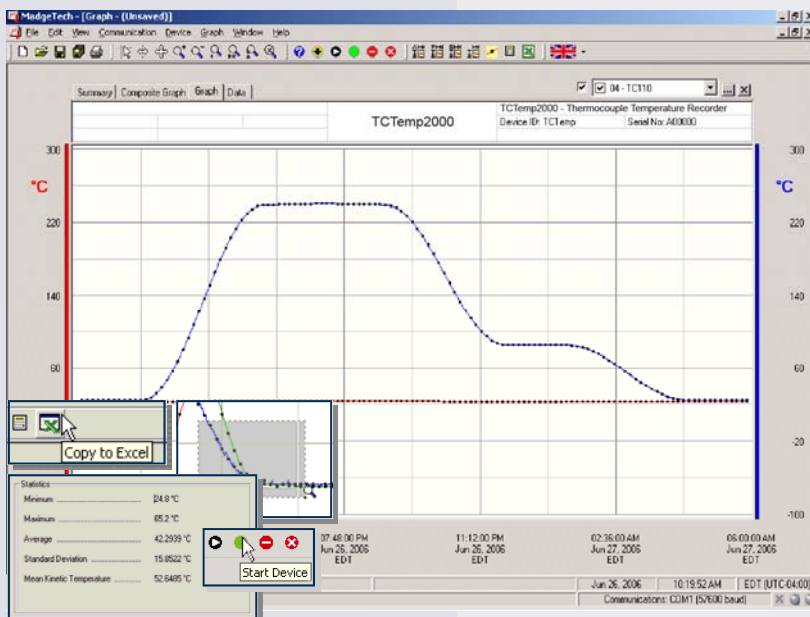 MadgeTech - [Graph - (Unsaved)]
File Edit View Communication Device Graph Window Help
Summary Composite Graph Graph Data
04 - TC110
TCTemp2000
TCTemp2000 - Thermocouple Temperature Recorder
Device ID: TCTemp Serial No: A00000
300 300
°C °C
220 220
140 140
60 60
-20
-100
Copy to Excel
Statistics
Minimum 24.8 °C
Maximum 65.2 °C
Average 42.2939 °C
Standard Deviation 15.8522 °C
Mean Kinetic Temperature 52.6485 °C
Start Device
07:48:00 PM 11:12:00 PM 02:36:00 AM 06:00:00 AM
Jun 26, 2006 Jun 26, 2006 Jun 27, 2006 Jun 27, 2006
EDT EDT EDT EDT
Jun 26, 2006 10:19:52 AM EDT (UTC-04:00)
Communications: COM1 (57600 baud)